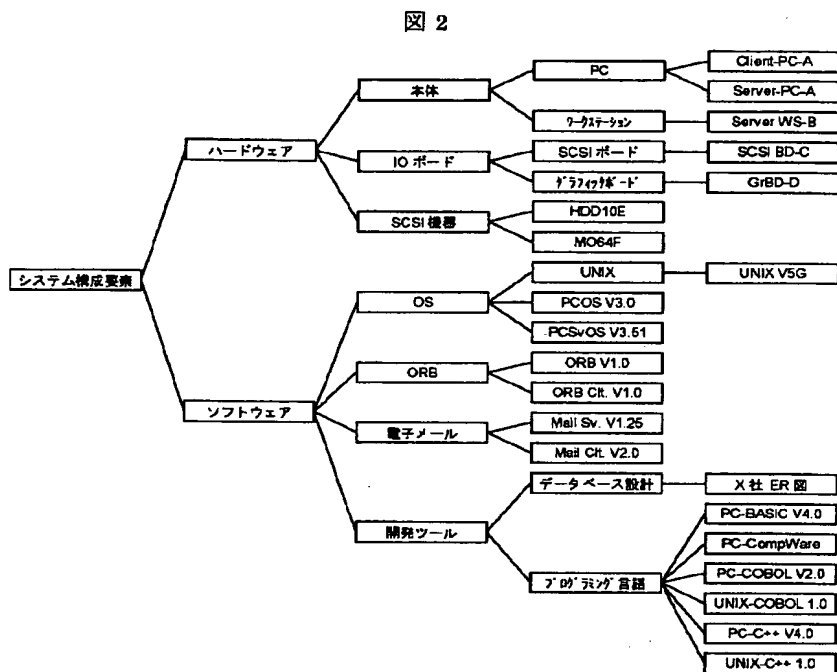 図 2
Client-PC-A
PC
本体
Server-PC-A
ワークステーション
Server WS-B
ハードウェア
IO ボード
SCSI ボード
SCSI BD-C
グラフィックボード
GrBD-D
SCSI 機器
HDD10E
MO64F
システム構成要素
OS
UNIX
UNIX V5G
PCOS V3.0
PCSvOS V3.51
ORB
ORB V1.0
ORB Clt. V1.0
ソフトウェア
電子メール
Mail Sv. V1.25
Mail Clt. V2.0
データベース設計
X 社 ER 図
開発ツール
PC-BASIC V4.0
PC-CompWare
プログラミング言語
PC-COBOL V2.0
UNIX-COBOL 1.0
PC-C++ V4.0
UNIX-C++ 1.0